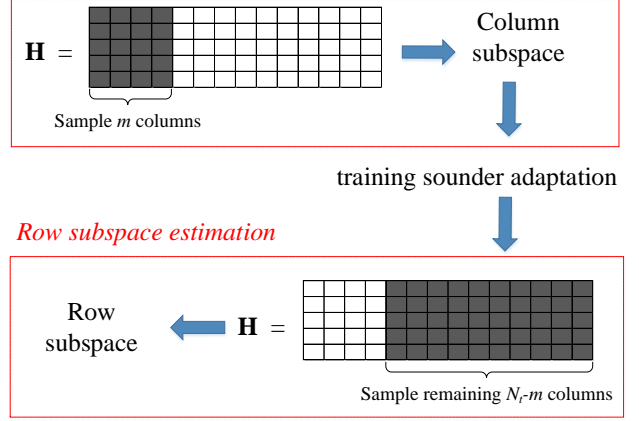 H =
Column
subspace
Sample m columns
training sounder adaptation
Row subspace estimation
Row
subspace
H =
Sample remaining Nₜ-m columns